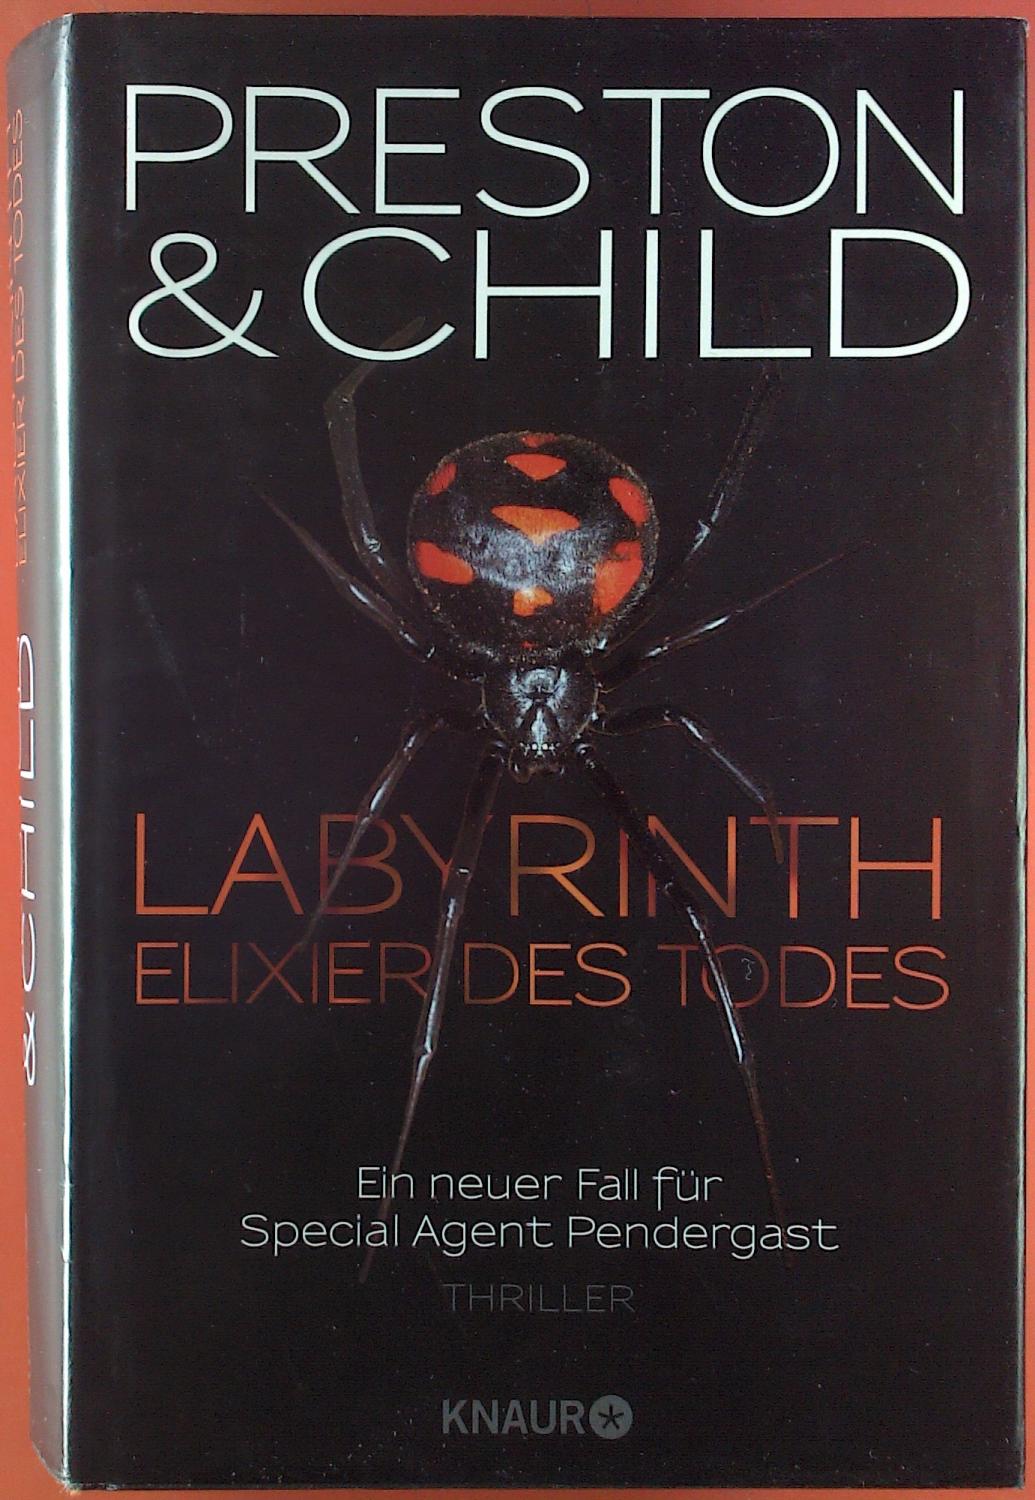 PRESTON
& CHILD
LABYRINTH
ELIXIER DES TODES
Ein neuer Fall für
Special Agent Pendergast
THRILLER
KNAUR
& CHILD
ELIXIER DES TODES